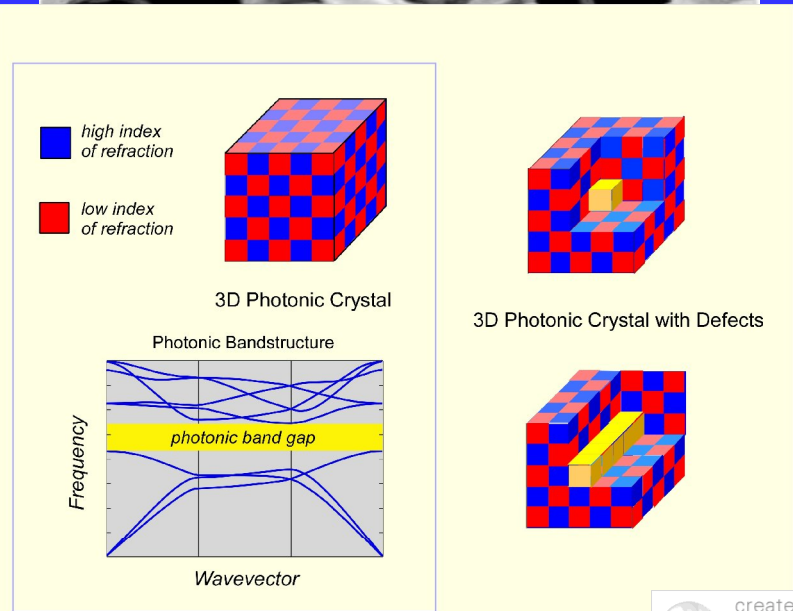 high index
of refraction
low index
of refraction
3D Photonic Crystal
3D Photonic Crystal with Defects
Photonic Bandstructure
photonic band gap
Frequency
Wavevector
create